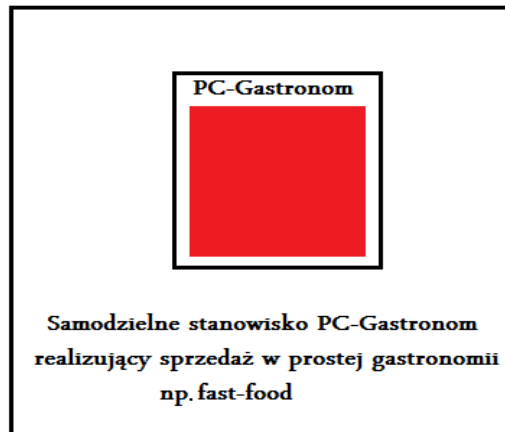 PC-Gastronom
Samodzielne stanowisko PC-Gastronom
realizujący sprzedaż w prostej gastronomii
np. fast-food